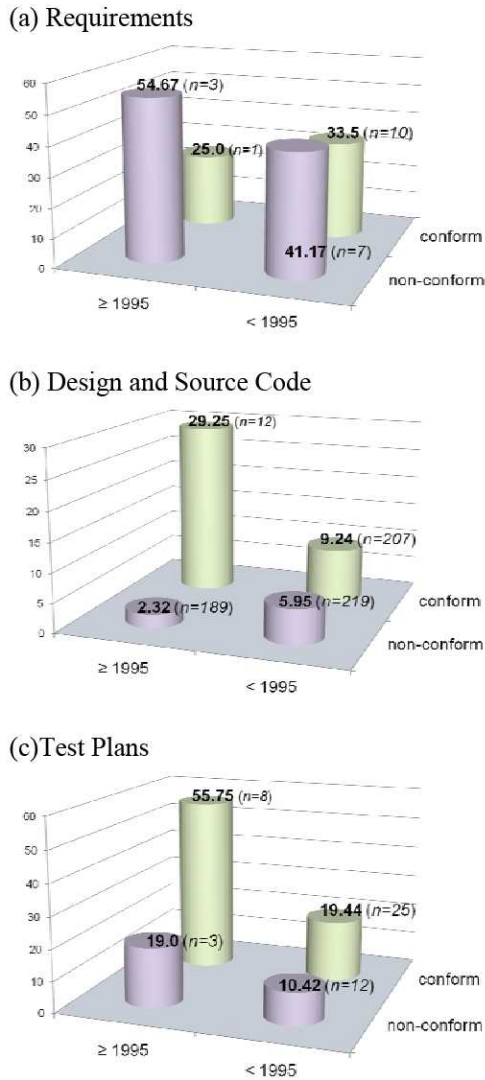 (a) Requirements
60
50
40
30
20
10
0
54.67 (n=3)
25.0 (n=1)
33.5 (n=10)
41.17 (n=7)
conform
non-conform
≥ 1995
< 1995
(b) Design and Source Code
30
25
20
15
10
5
0
29.25 (n=12)
9.24 (n=207)
2.32 (n=189)
5.95 (n=219)
conform
non-conform
≥ 1995
< 1995
(c)Test Plans
60
50
40
30
20
10
0
55.75 (n=8)
19.44 (n=25)
19.0 (n=3)
10.42 (n=12)
conform
non-conform
≥ 1995
< 1995